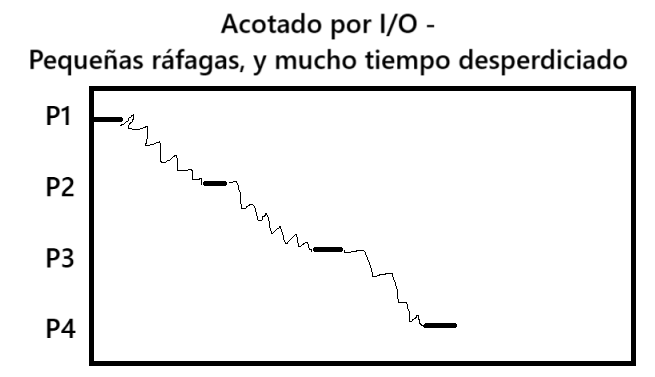 Acotado por I/O -
Pequeñas ráfagas, y mucho tiempo desperdiciado
P1
P2
P3
P4